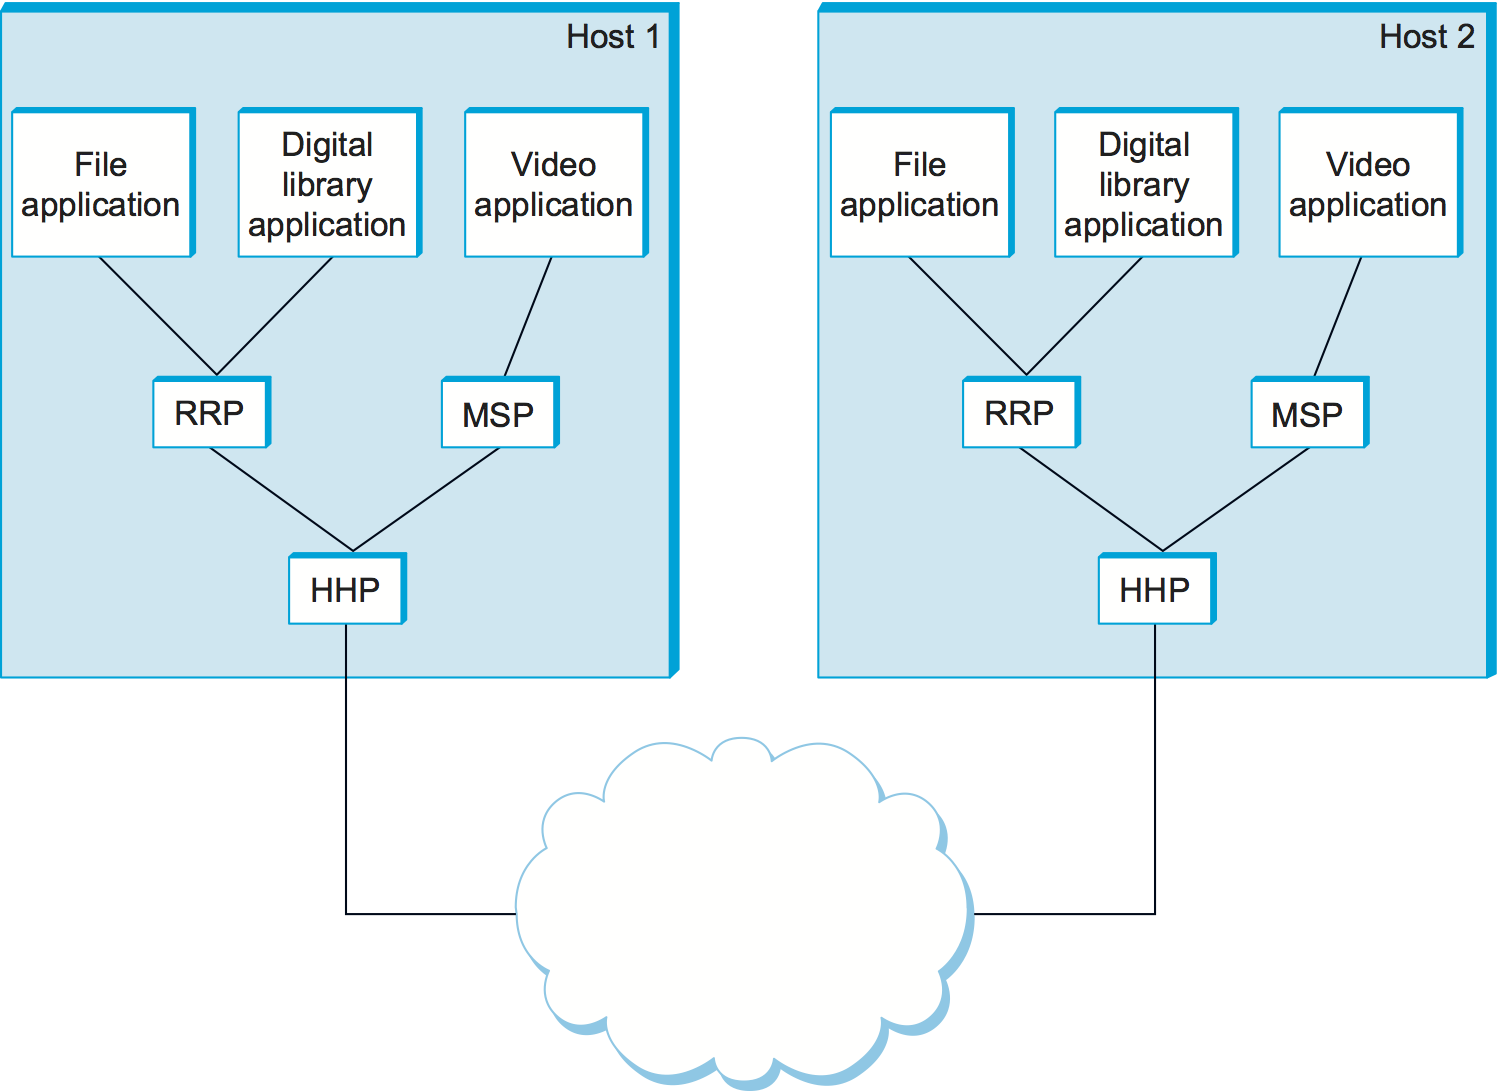 Host 1
File
application
Digital
library
application
Video
application
RRP
MSP
HHP
Host 2
File
application
Digital
library
application
Video
application
RRP
MSP
HHP